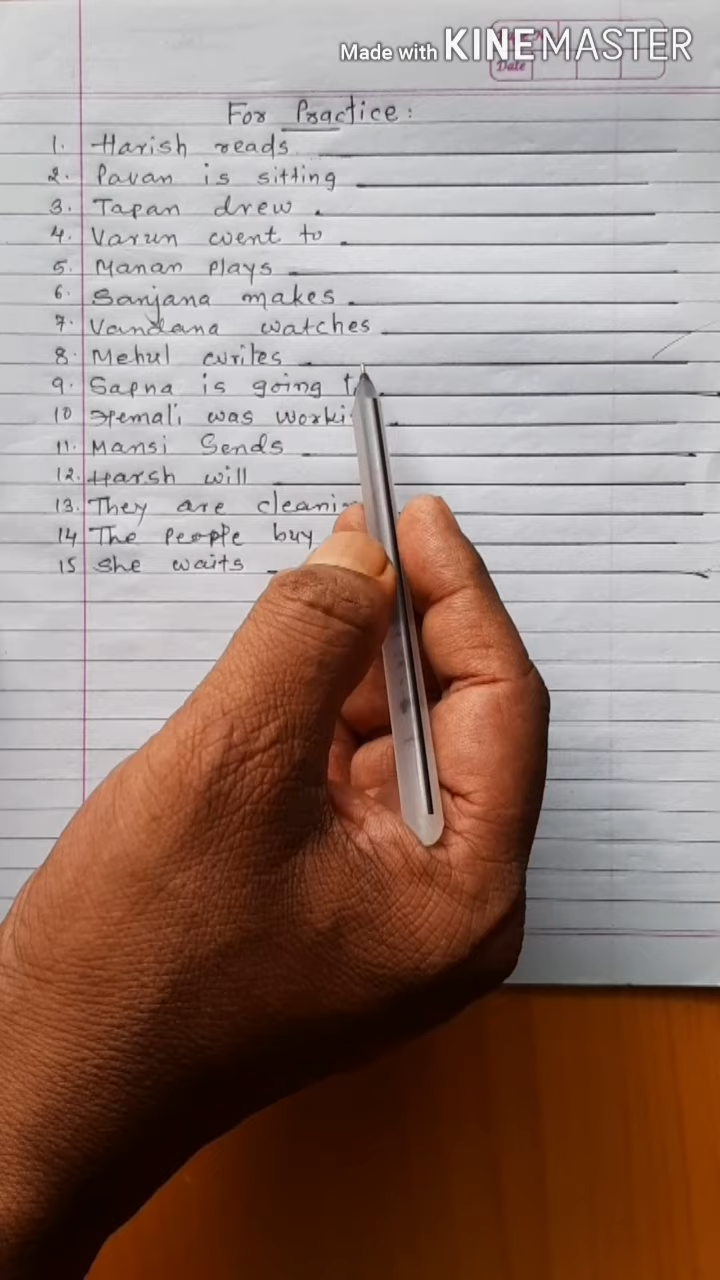 Made with KINEMASTER
Date
For Practice:
1. Harish reads
2. Pavan is sitting
3. Tapan drew
4. Varun went to
5. Manan plays
6. Sanjana makes
7. Vandana watches
8. Mehul writes
9. Sapna is going
10 Hemali was
11. Mansi Sends
12. Harsh will
13. They are
14 The people buy
15 She waits